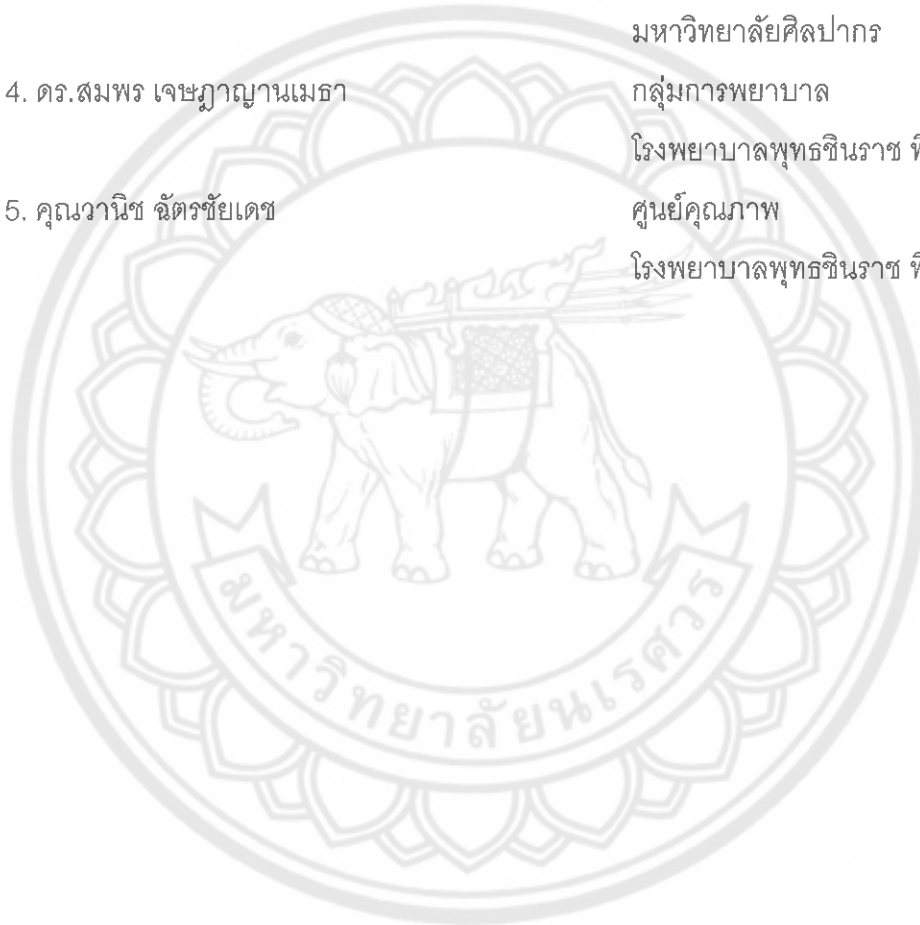 มหาวิทยาลัยศิลปากร
4. ดร.สมพร เจษฎาญานเมธา กลุ่มการพยาบาล
โรงพยาบาลพุทธชินราช
5. คุณวานิช ฉัตรชัยเดช ศูนย์คุณภาพ
โรงพยาบาลพุทธชินราช
มหาวิทยาลัยนเรศวร